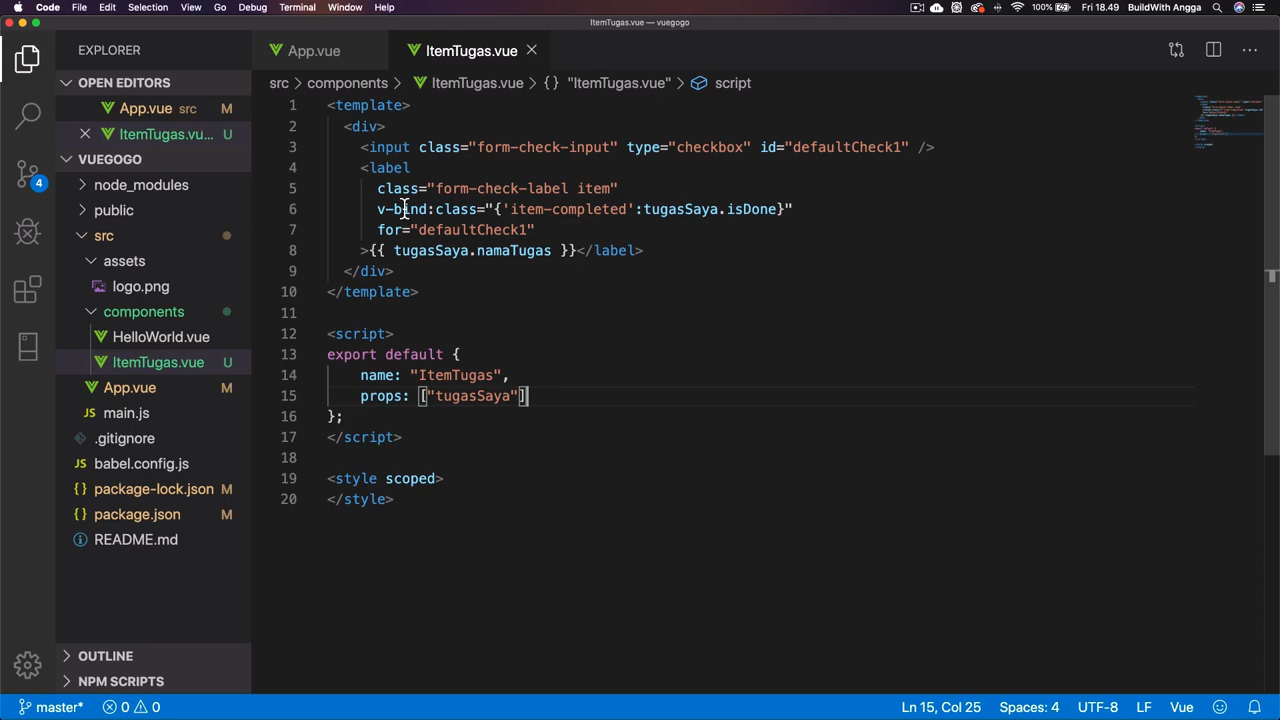 Code File Edit Selection View Go Debug Terminal Window Help 100% Fri 18.49 BuildWith Angga
ItemTugas.vue — vuegogo
EXPLORER
App.vue
ItemTugas.vue
OPEN EDITORS
App.vue src M
ItemTugas.vu... U
VUEGOGO
node_modules
public
src
assets
logo.png
components
HelloWorld.vue
ItemTugas.vue U
App.vue M
main.js
.gitignore
babel.config.js
package-lock.json M
package.json M
README.md
OUTLINE
NPM SCRIPTS
4
src > components > ItemTugas.vue > {} "ItemTugas.vue" > script
1 <template>
2 <div>
3 <input class="form-check-input" type="checkbox" id="defaultCheck1" />
4 <label
5 class="form-check-label item"
6 v-bind:class="{'item-completed':tugasSaya.isDone}"
7 for="defaultCheck1"
8 >{{ tugasSaya.namaTugas }}</label>
9 </div>
10 </template>
11
12 <script>
13 export default {
14 name: "ItemTugas",
15 props: ["tugasSaya"]
16 };
17 </script>
18
19 <style scoped>
20 </style>
master* 0 0 Ln 15, Col 25 Spaces: 4 UTF-8 LF Vue